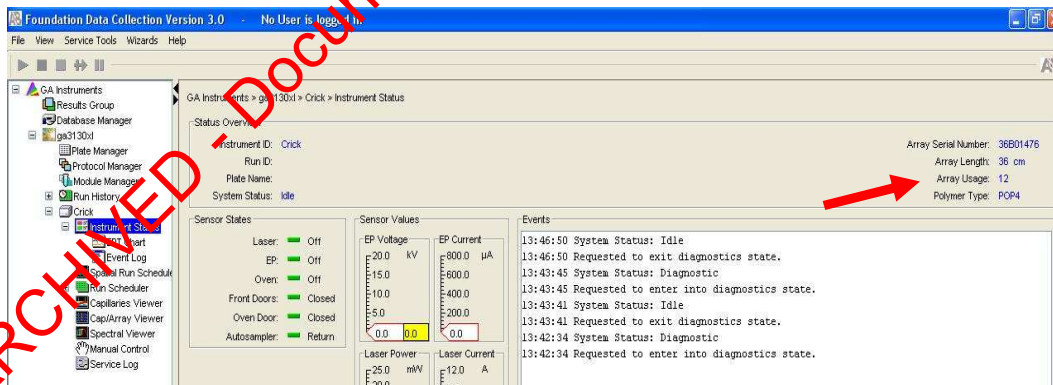 Foundation Data Collection Version 3.0 - No User is logged in
File View Service Tools Wizards Help
GA Instruments
Results Group
Database Manager
ga3130xl
Plate Manager
Protocol Manager
Module Manager
Run History
Crick
Instrument Status
EPT Chart
Event Log
Spatial Run Schedule
Run Scheduler
Capillaries Viewer
Cap/Array Viewer
Spectral Viewer
Manual Control
Service Log
GA Instruments > ga3130xl > Crick > Instrument Status
Status Overview
Instrument ID: Crick
Run ID:
Plate Name:
System Status: Idle
Array Serial Number: 36B01476
Array Length: 36 cm
Array Usage: 12
Polymer Type: POP4
Sensor States
Laser: Off
EP: Off
Oven: Off
Front Doors: Closed
Oven Door: Closed
Autosampler: Return
Sensor Values
EP Voltage
20.0 kV
15.0
10.0
5.0
0.0 0.0
EP Current
800.0 µA
600.0
400.0
200.0
0.0
Laser Power
25.0 mW
20.0
Laser Current
12.0 A
Events
13:46:50 System Status: Idle
13:46:50 Requested to exit diagnostics state.
13:43:45 System Status: Diagnostic
13:43:45 Requested to enter into diagnostics state.
13:43:41 System Status: Idle
13:43:41 Requested to exit diagnostics state.
13:42:34 System Status: Diagnostic
13:42:34 Requested to enter into diagnostics state.
ARCHIVED - Docu